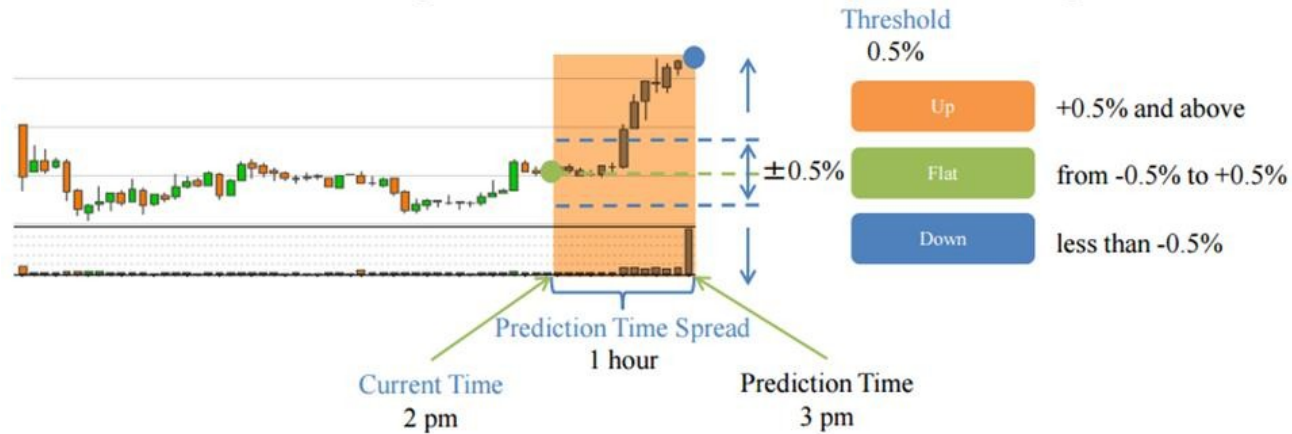 Threshold
0.5%
Up
+0.5% and above
±0.5%
Flat
from -0.5% to +0.5%
Down
less than -0.5%
Prediction Time Spread
1 hour
Current Time
2 pm
Prediction Time
3 pm